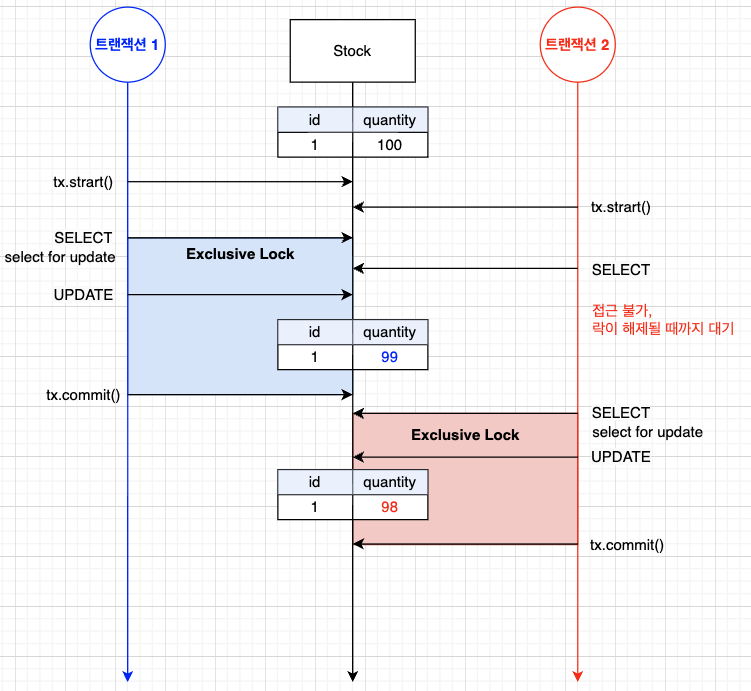 트랜잭션 1
Stock
트랜잭션 2
id quantity
1 100
tx.strart()
tx.strart()
SELECT
select for update
Exclusive Lock
SELECT
UPDATE
접근 불가,
락이 해제될 때까지 대기
id quantity
1 99
tx.commit()
SELECT
select for update
Exclusive Lock
UPDATE
id quantity
1 98
tx.commit()